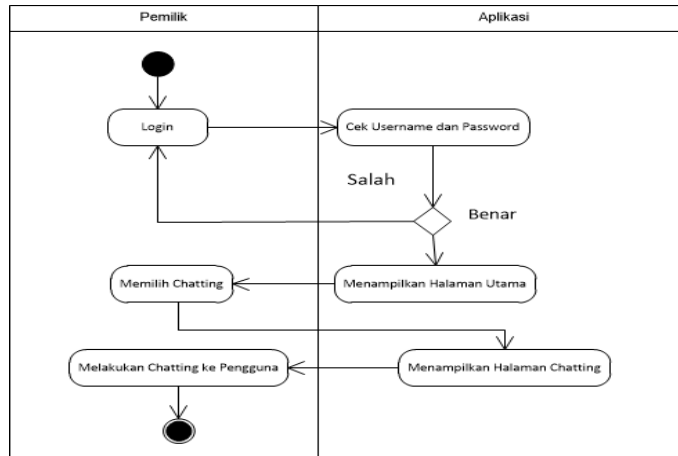 Pemilik
Aplikasi
Login
Cek Username dan Password
Salah
Benar
Memilih Chatting
Menampilkan Halaman Utama
Melakukan Chatting ke Pengguna
Menampilkan Halaman Chatting